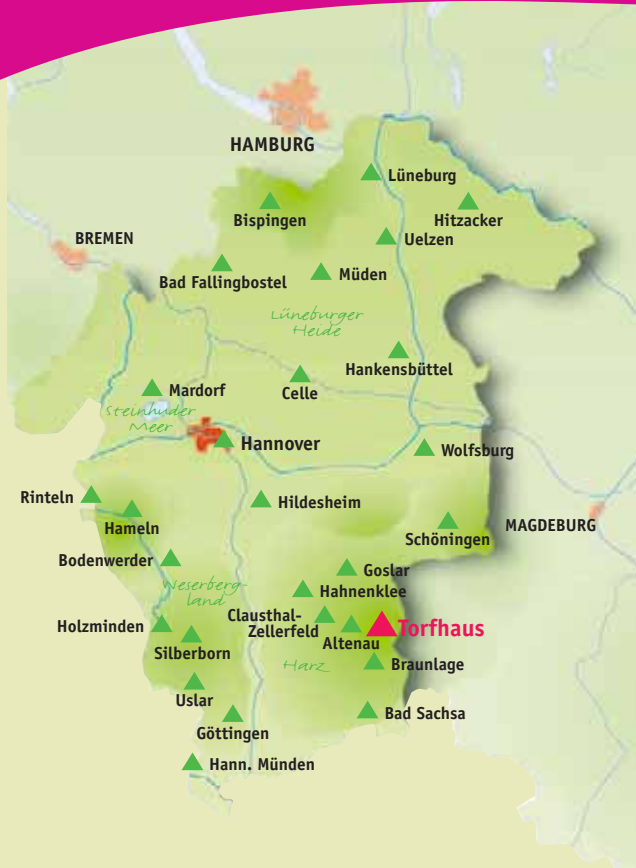 HAMBURG
Lüneburg
Bispingen
Hitzacker
BREMEN
Uelzen
Bad Fallingbostel
Müden
Lüneburger
Heide
Hankensbüttel
Mardorf
Celle
Steinhuder
Meer
Hannover
Wolfsburg
Rinteln
Hildesheim
Hameln
Schöningen
MAGDEBURG
Bodenwerder
Goslar
Weserberg-
land
Hahnenklee
Clausthal-
Zellerfeld
Holzminden
Altenau
Torfhaus
Silberborn
Harz
Braunlage
Uslar
Bad Sachsa
Göttingen
Hann. Münden